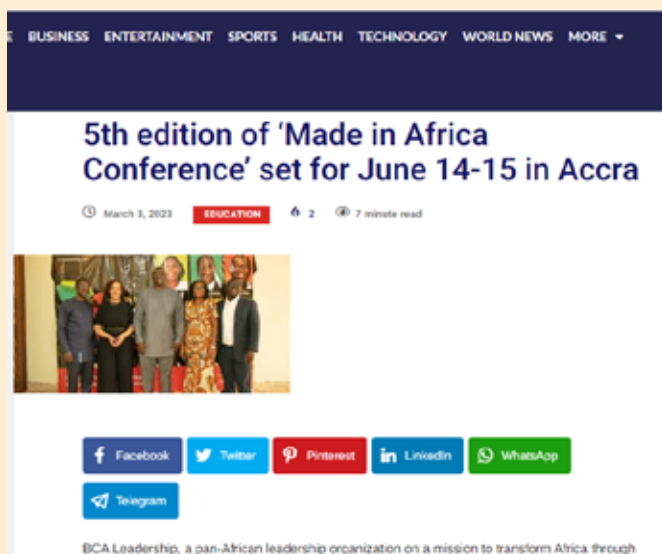 E BUSINESS ENTERTAINMENT SPORTS HEALTH TECHNOLOGY WORLD NEWS MORE
5th edition of ‘Made in Africa
Conference’ set for June 14-15 in Accra
March 3, 2023 EDUCATION 2 7 minute read
Facebook Twitter Pinterest LinkedIn WhatsApp
Telegram
BCA Leadership, a pan-African leadership organization on a mission to transform Africa through